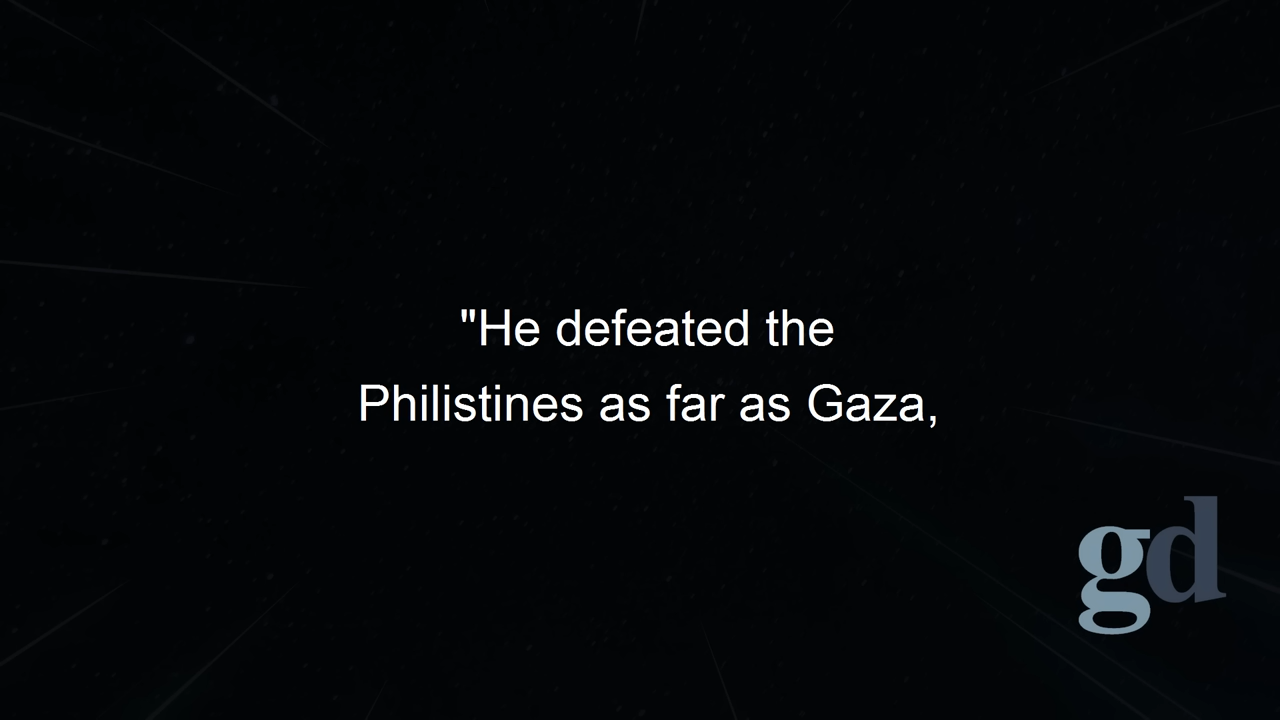 "He defeated the
Philistines as far as Gaza,
gd